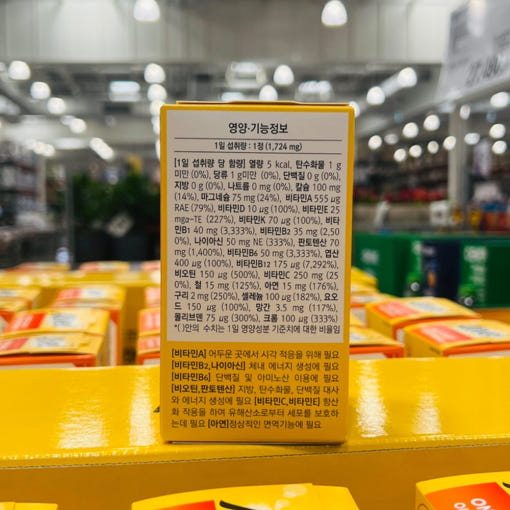 영양·기능정보
1일 섭취량 : 1정 (1,724 mg)
[1일 섭취량 당 함량] 열량 5 kcal, 탄수화물 1 g
미만 (0%), 당류 1 g미만 (0%), 단백질 0 g (0%),
지방 0 g (0%), 나트륨 0 mg (0%), 칼슘 100 mg
(14%), 마그네슘 75 mg (24%), 비타민A 555 μg
RAE (79%), 비타민D 10 μg (100%), 비타민E 25
mgα-TE (227%), 비타민K 70 μg (100%), 비타
민B1 40 mg (3,333%), 비타민B2 35 mg (2,50
0%), 나이아신 50 mg NE (333%), 판토텐산 70
mg (1,400%), 비타민B6 50 mg (3,333%), 엽산
400 μg (100%), 비타민B12 175 μg (7,292%),
비오틴 150 μg (500%), 비타민C 250 mg (25
0%), 철 15 mg (125%), 아연 15 mg (176%),
구리 2 mg (250%), 셀레늄 100 μg (182%), 요오
드 150 μg (100%), 망간 3.5 mg (117%),
몰리브덴 75 μg (300%), 크롬 100 μg (333%)
*( )안의 수치는 1일 영양성분 기준치에 대한 비율임
[비타민A] 어두운 곳에서 시각 적응을 위해 필요
[비타민B2,나이아신] 체내 에너지 생성에 필요
[비타민B6] 단백질 및 아미노산 이용에 필요
[비오틴,판토텐산] 지방, 탄수화물, 단백질 대사
와 에너지 생성에 필요 [비타민C,비타민E] 항산
화 작용을 하여 유해산소로부터 세포를 보호하
는데 필요 [아연]정상적인 면역기능에 필요